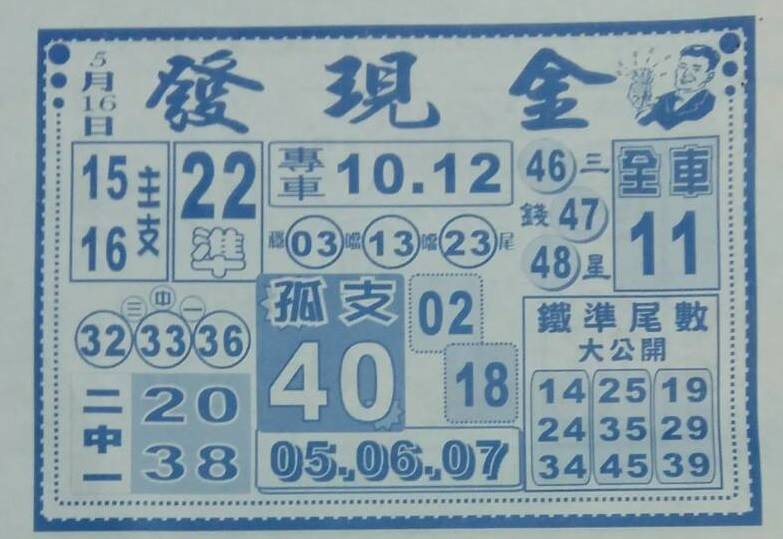 5月16日
發現金
15
16
主支
22
準
專車
10.12
03
13
23
尾
46
47
48
三
錢
星
全車
11
三中一
32 33 36
孤支
40
02
18
二中一
20
38
05.06.07
鐵準尾數
大公開
14 25 19
24 35 29
34 45 39